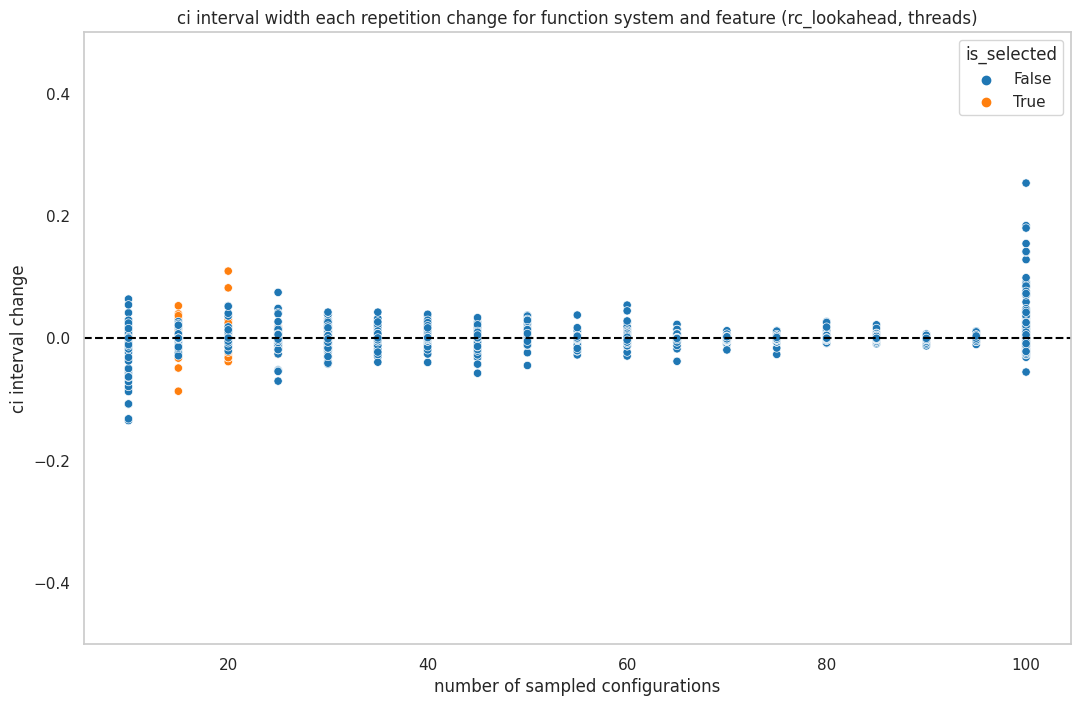 ci interval width each repetition change for function system and feature (rc_lookahead, threads)
is_selected
False
True
0.4
0.2
0.0
−0.2
−0.4
ci interval change
20
40
60
80
100
number of sampled configurations